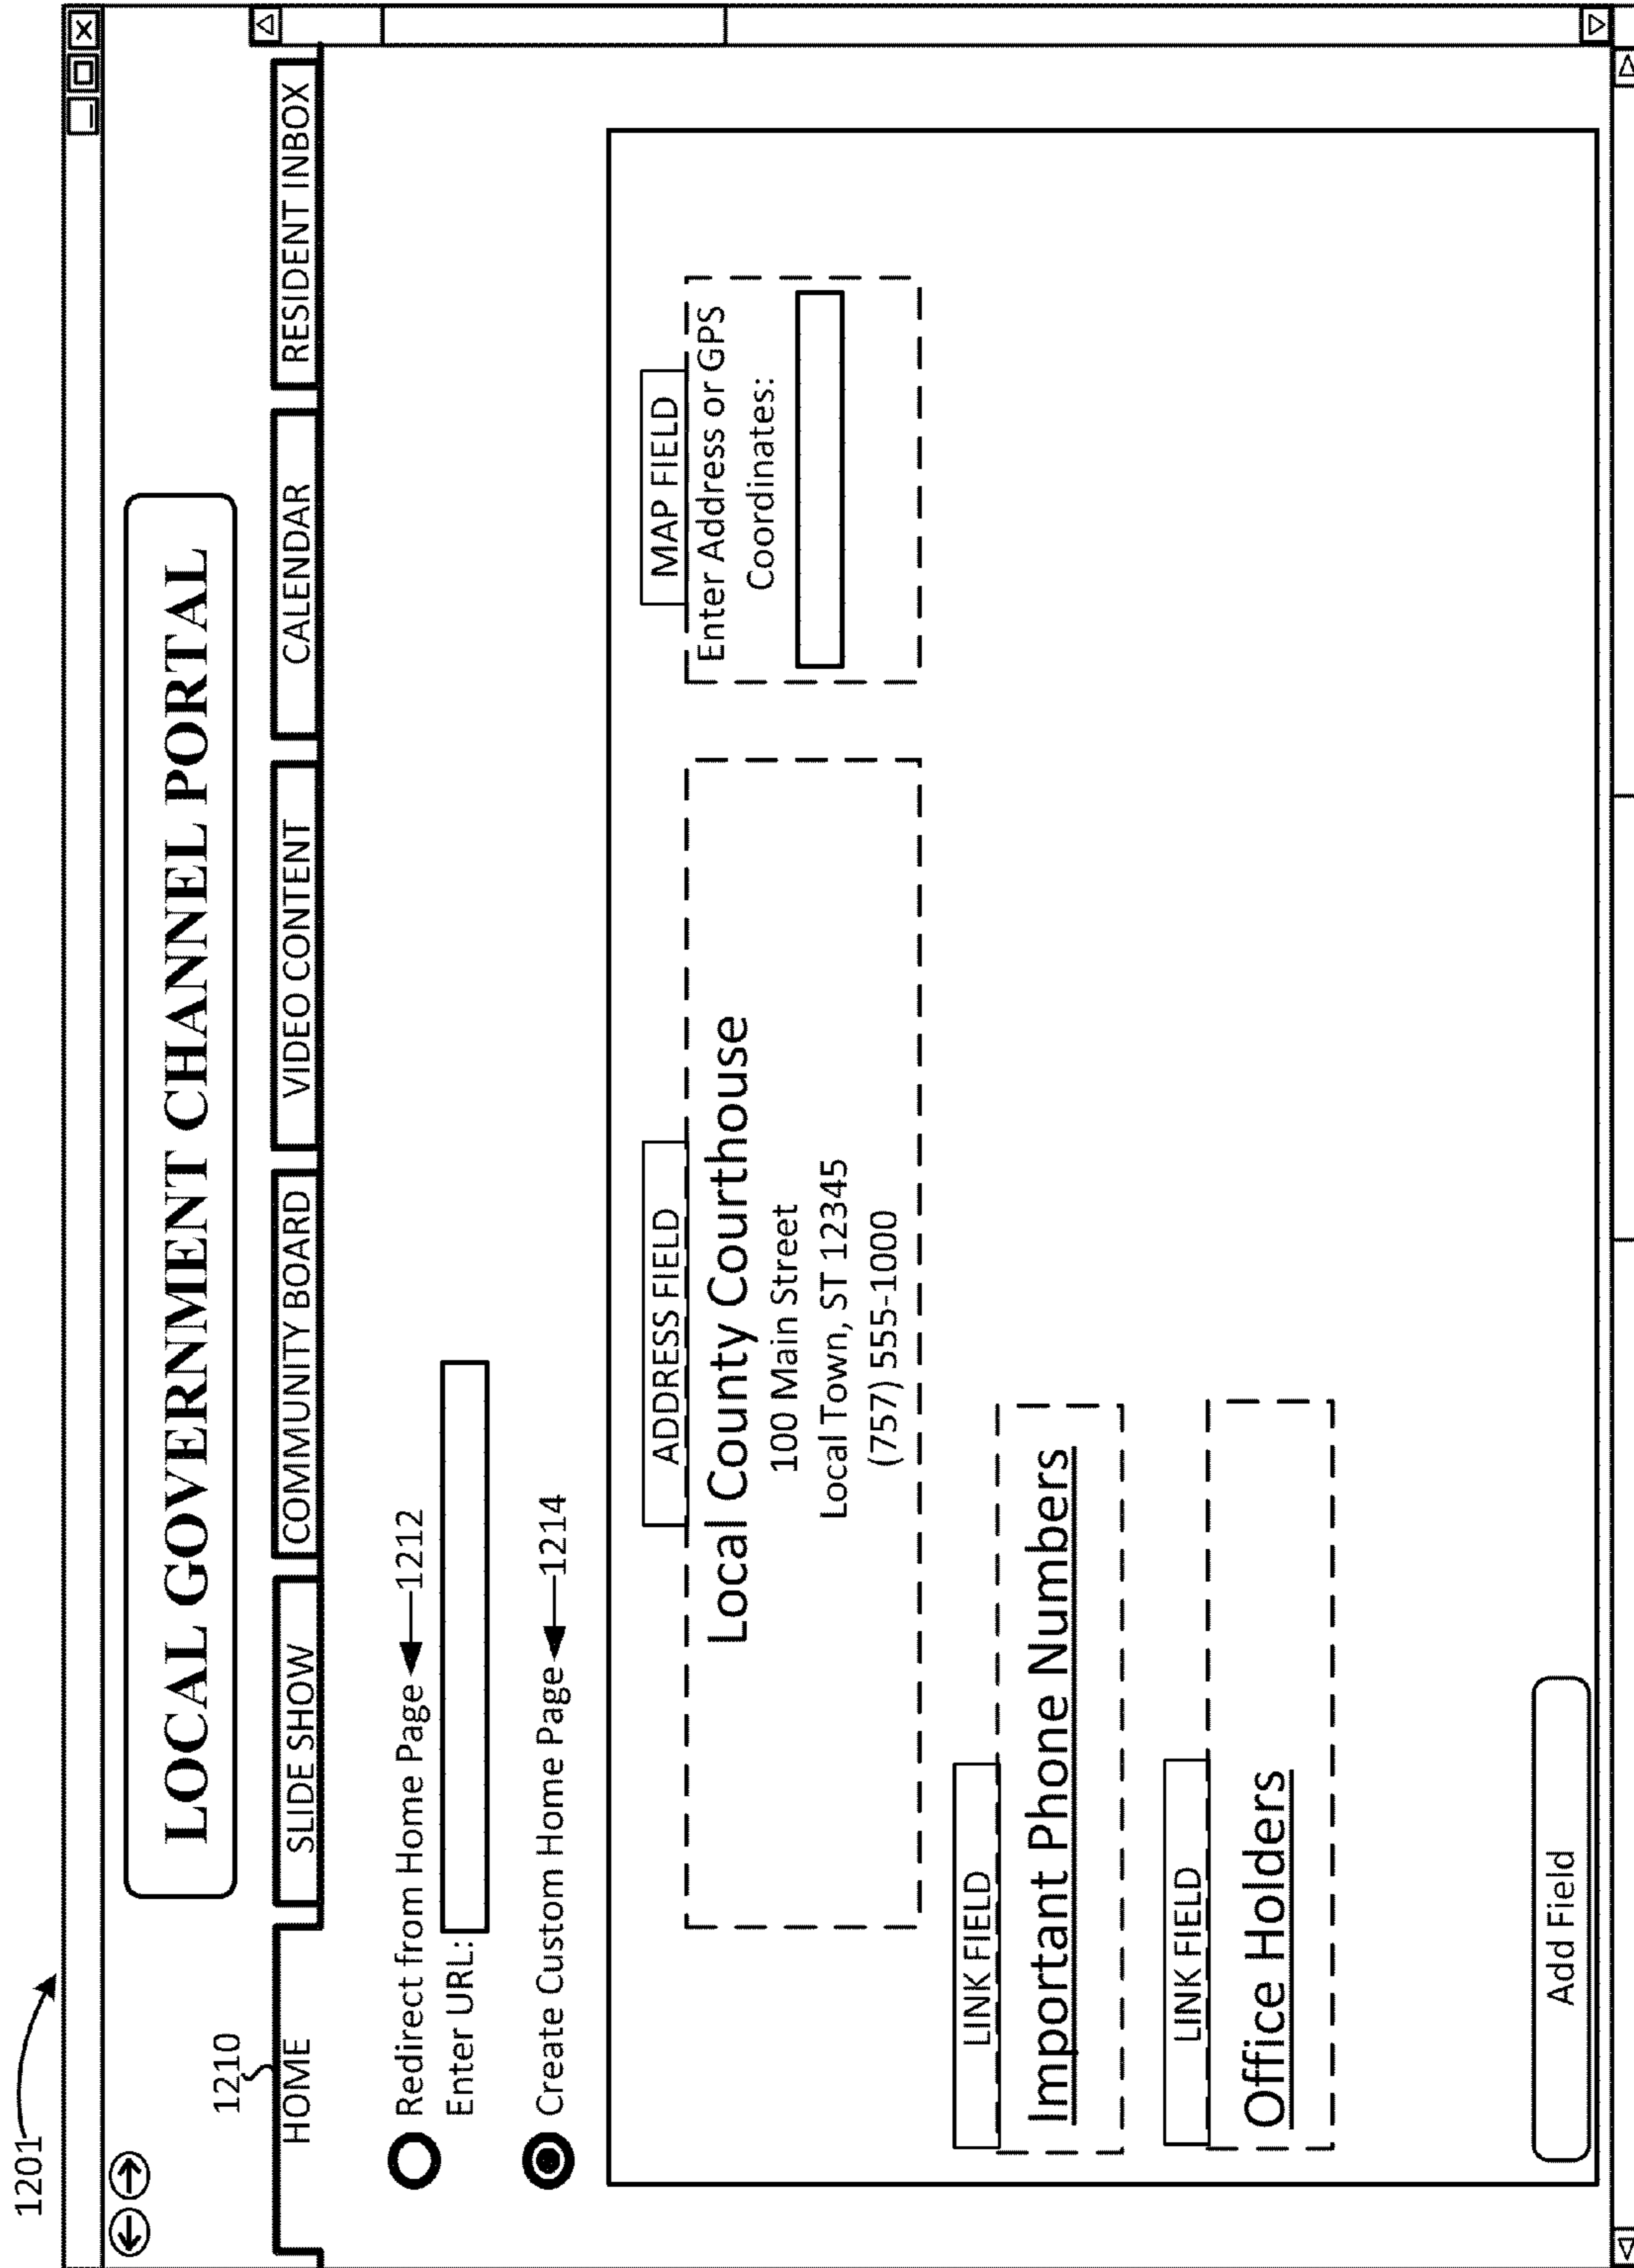 1201
LOCAL GOVERNMENT CHANNEL PORTAL
1210
HOME
SLIDE SHOW
COMMUNITY BOARD
VIDEO CONTENT
CALENDAR
RESIDENT INBOX
Redirect from Home Page 1212
Enter URL:
Create Custom Home Page 1214
ADDRESS FIELD
Local County Courthouse
100 Main Street
Local Town, ST 12345
(757) 555-1000
MAP FIELD
Enter Address or GPS
Coordinates:
LINK FIELD
Important Phone Numbers
LINK FIELD
Office Holders
Add Field